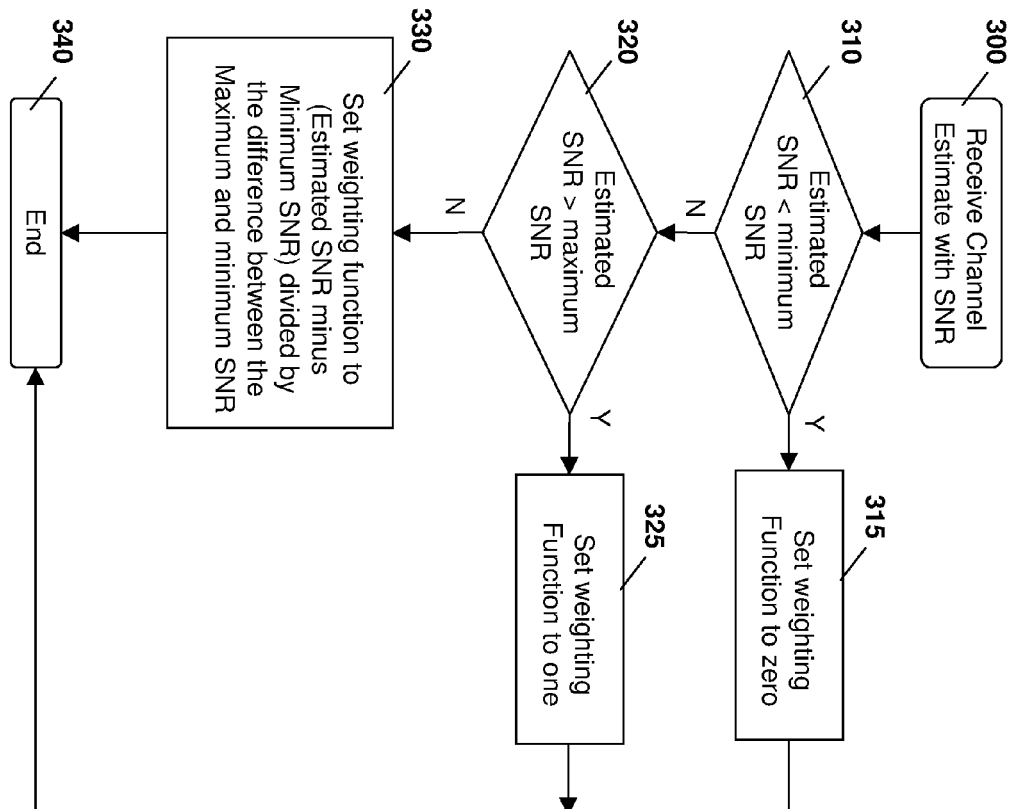 300
Receive Channel
Estimate with SNR
310
Estimated
SNR < minimum
SNR
Y
N
315
Set weighting
Function to zero
320
Estimated
SNR > maximum
SNR
Y
N
325
Set weighting
Function to one
330
Set weighting function to
(Estimated SNR minus
Minimum SNR) divided by
the difference between the
Maximum and minimum SNR
340
End